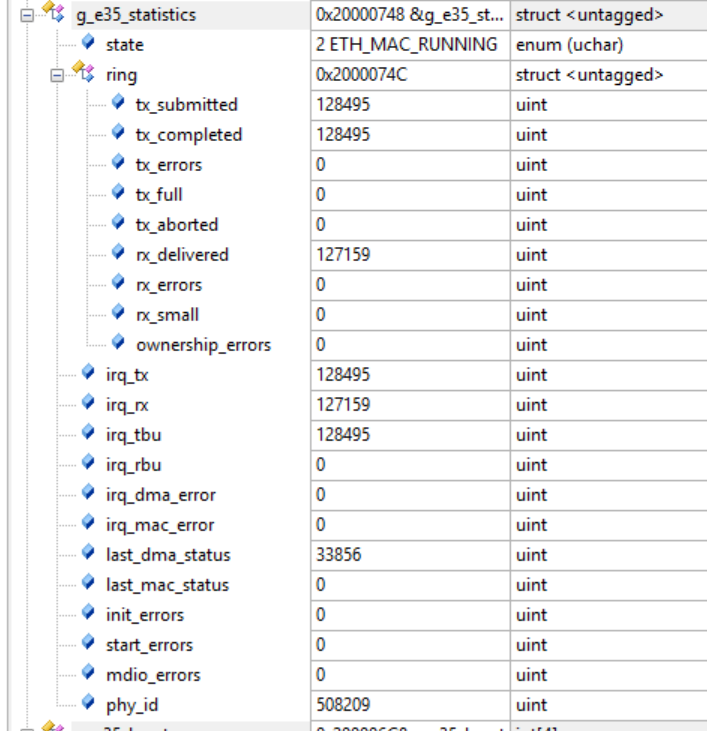 g_e35_statistics 0x20000748 &g_e35_st... struct <untagged>
state 2 ETH_MAC_RUNNING enum (uchar)
ring 0x2000074C struct <untagged>
tx_submitted 128495 uint
tx_completed 128495 uint
tx_errors 0 uint
tx_full 0 uint
tx_aborted 0 uint
rx_delivered 127159 uint
rx_errors 0 uint
rx_small 0 uint
ownership_errors 0 uint
irq_tx 128495 uint
irq_rx 127159 uint
irq_tbu 128495 uint
irq_rbu 0 uint
irq_dma_error 0 uint
irq_mac_error 0 uint
last_dma_status 33856 uint
last_mac_status 0 uint
init_errors 0 uint
start_errors 0 uint
mdio_errors 0 uint
phy_id 508209 uint